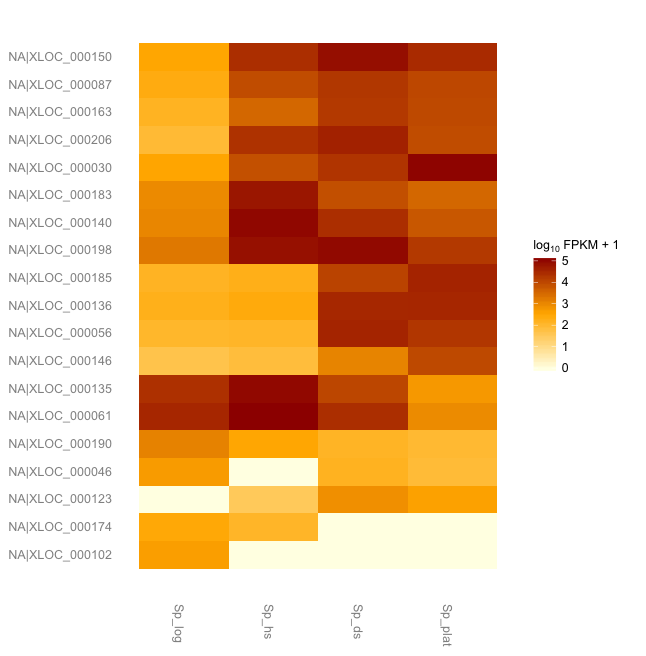 NA|XLOC_000150
NA|XLOC_000087
NA|XLOC_000163
NA|XLOC_000206
NA|XLOC_000030
NA|XLOC_000183
NA|XLOC_000140
NA|XLOC_000198
NA|XLOC_000185
NA|XLOC_000136
NA|XLOC_000056
NA|XLOC_000146
NA|XLOC_000135
NA|XLOC_000061
NA|XLOC_000190
NA|XLOC_000046
NA|XLOC_000123
NA|XLOC_000174
NA|XLOC_000102
Sp_log
Sp_hs
Sp_ds
Sp_plat
log₁₀ FPKM + 1
5
4
3
2
1
0